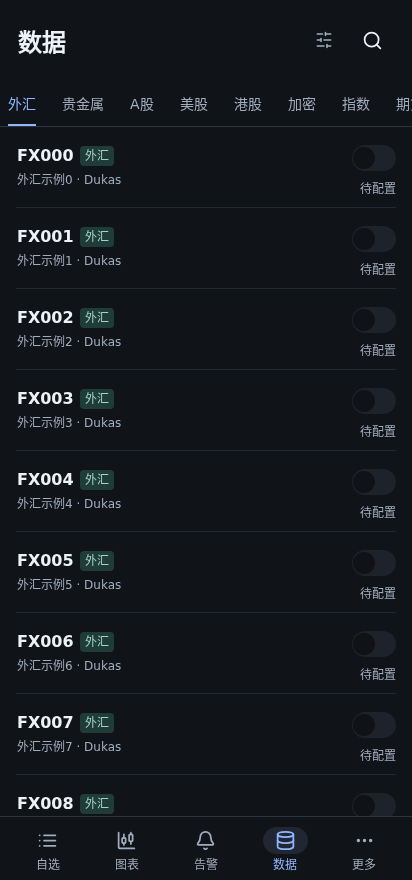 数据
外汇 贵金属 A股 美股 港股 加密 指数
FX000 外汇
外汇示例0 · Dukas
待配置
FX001 外汇
外汇示例1 · Dukas
待配置
FX002 外汇
外汇示例2 · Dukas
待配置
FX003 外汇
外汇示例3 · Dukas
待配置
FX004 外汇
外汇示例4 · Dukas
待配置
FX005 外汇
外汇示例5 · Dukas
待配置
FX006 外汇
外汇示例6 · Dukas
待配置
FX007 外汇
外汇示例7 · Dukas
待配置
FX008 外汇
自选 图表 告警 数据 更多